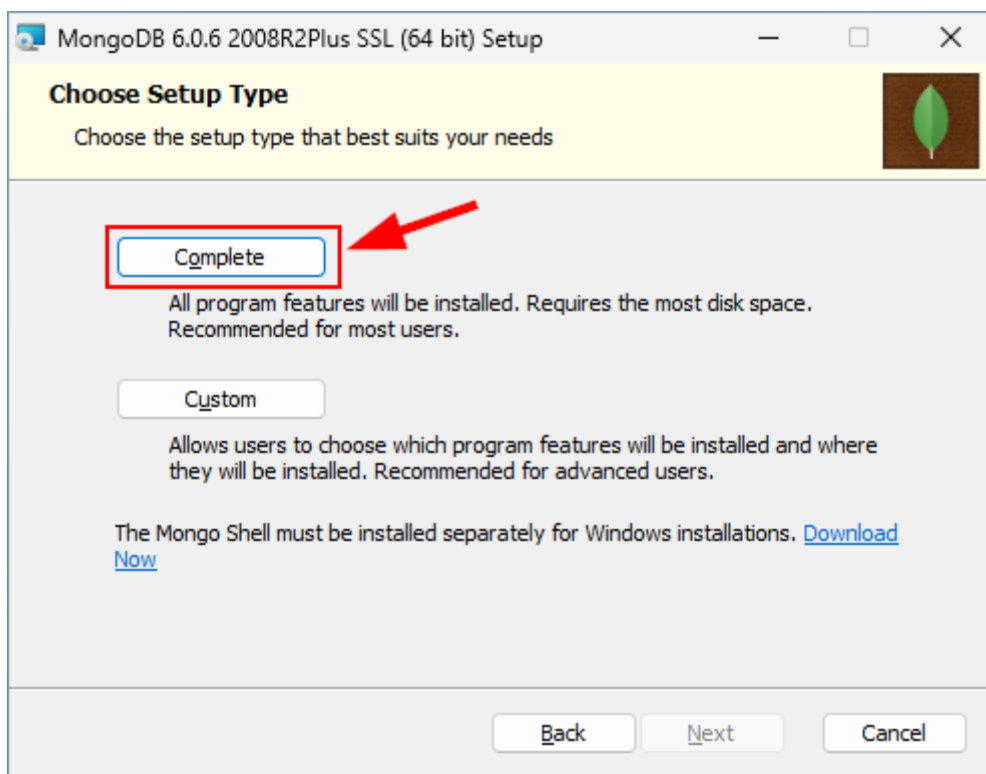 MongoDB 6.0.6 2008R2Plus SSL (64 bit) Setup
Choose Setup Type
Choose the setup type that best suits your needs
Complete
All program features will be installed. Requires the most disk space.
Recommended for most users.
Custom
Allows users to choose which program features will be installed and where
they will be installed. Recommended for advanced users.
The Mongo Shell must be installed separately for Windows installations. Download
Now
Back
Next
Cancel